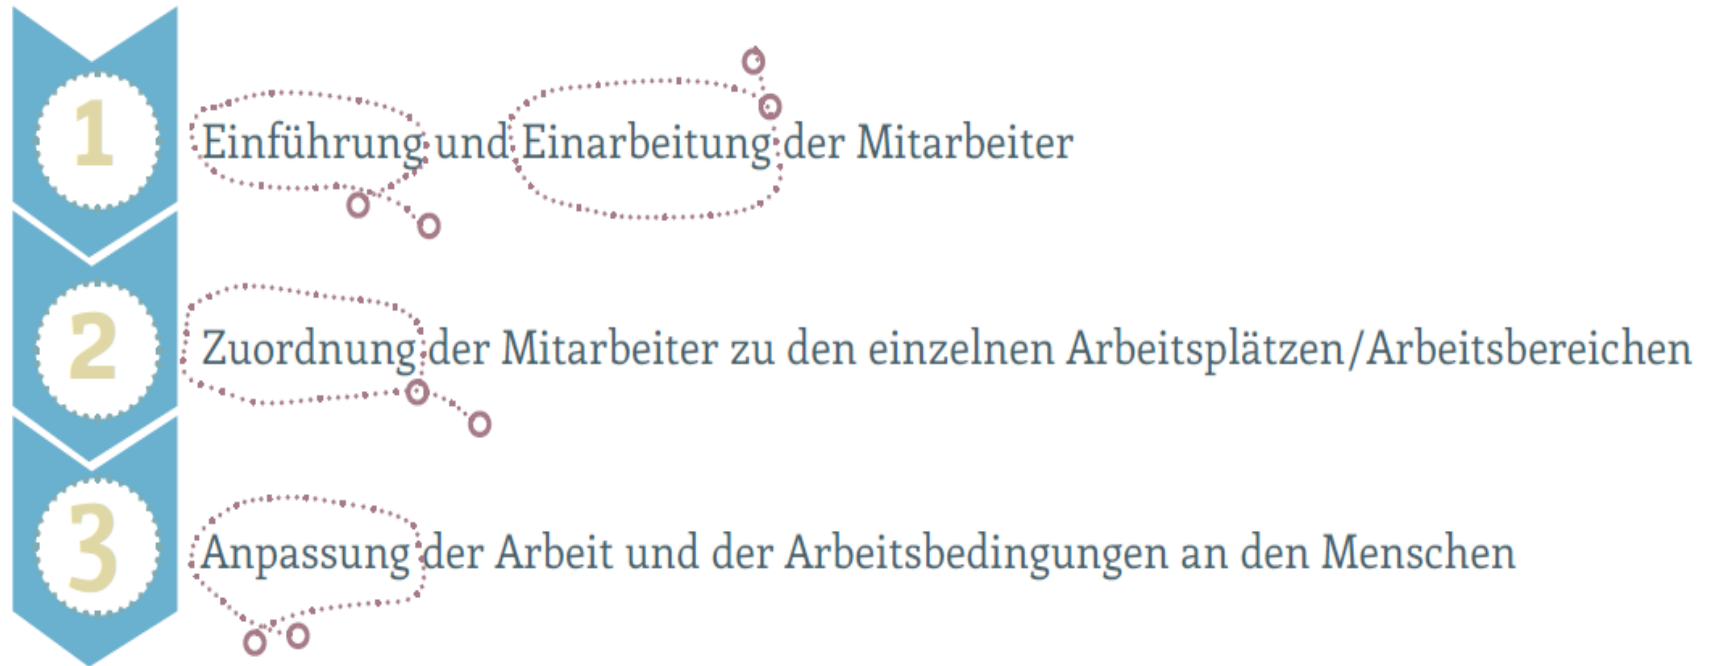 1 Einführung und Einarbeitung der Mitarbeiter
2 Zuordnung der Mitarbeiter zu den einzelnen Arbeitsplätzen/Arbeitsbereichen
3 Anpassung der Arbeit und der Arbeitsbedingungen an den Menschen